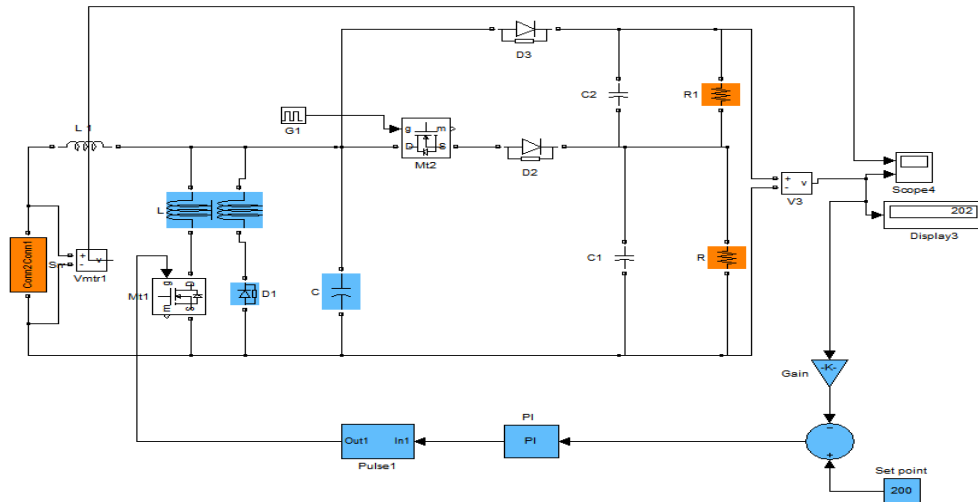 D3
C2
R1
L 1
G1
g
m
D
S
Mt2
D2
+
-
v
V3
Scope4
202
Display3
L
Conn2Conn1
+
-
v
Vmtr1
Mt1
g
D
m
S
D1
C
C1
R
Gain
-K-
PI
Out1
In1
PI
Pulse1
-
+
Set point
200